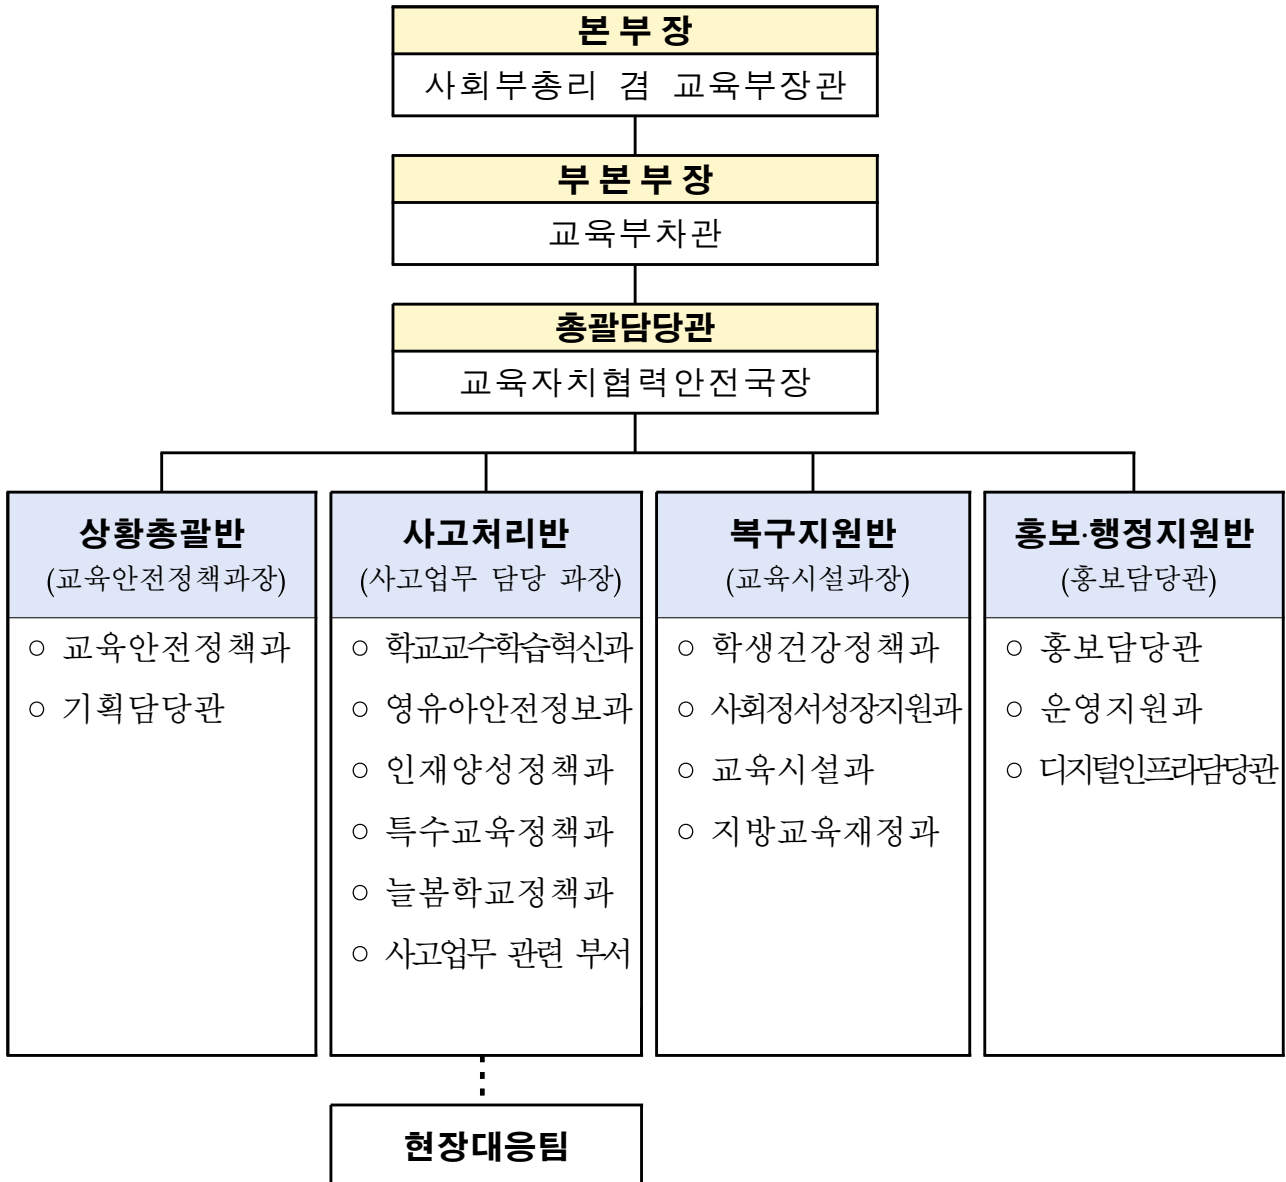 본 부 장
사회부총리 겸 교육부장관
부 본 부 장
교육부차관
총괄담당관
교육자치협력안전국장
상황총괄반
(교육안전정책과장)
○ 교육안전정책과
○ 기획담당관
사고처리반
(사고업무 담당 과장)
○ 학교교수학습혁신과
○ 영유아안전정보과
○ 인재양성정책과
○ 특수교육정책과
○ 늘봄학교정책과
○ 사고업무 관련 부서
복구지원반
(교육시설과장)
○ 학생건강정책과
○ 사회정서성장지원과
○ 교육시설과
○ 지방교육재정과
홍보·행정지원반
(홍보담당관)
○ 홍보담당관
○ 운영지원과
○ 디지털인프라담당관
현장대응팀